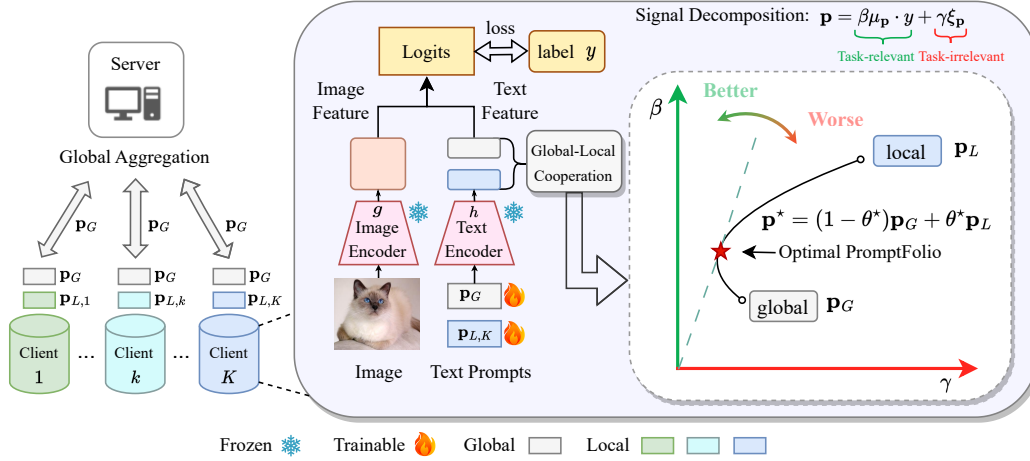 Signal Decomposition: p = βμ_p · y + γξ_p
Task-relevant Task-irrelevant
Server
Global Aggregation
p_G
p_G
p_G
p_G
p_G
p_G
p_{L,1}
p_{L,k}
p_{L,K}
Client
1
...
Client
k
...
Client
K
Logits
loss
label y
Image
Feature
Text
Feature
Global-Local
Cooperation
g
Image
Encoder
h
Text
Encoder
p_G
p_{L,K}
Image
Text Prompts
β
Better
Worse
local p_L
p* = (1 − θ*)p_G + θ*p_L
Optimal PromptFolio
global p_G
γ
Frozen Trainable Global Local